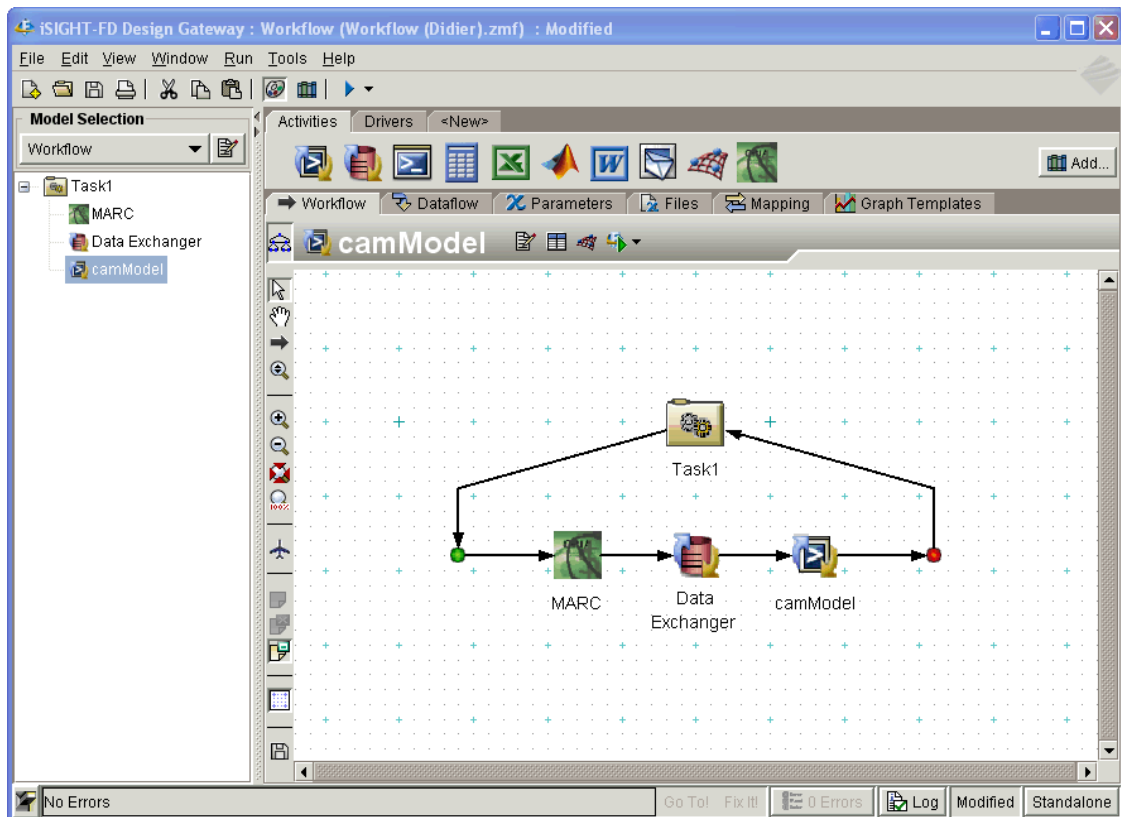 iSIGHT-FD Design Gateway : Workflow (Workflow (Didier).zmf) : Modified
File Edit View Window Run Tools Help
Model Selection
Workflow
Task1
MARC
Data Exchanger
camModel
Activities Drivers <New>
Add...
Workflow Dataflow Parameters Files Mapping Graph Templates
camModel
100%
Task1
MARC
Data
Exchanger
camModel
No Errors
Go To! Fix It! 0 Errors Log Modified Standalone